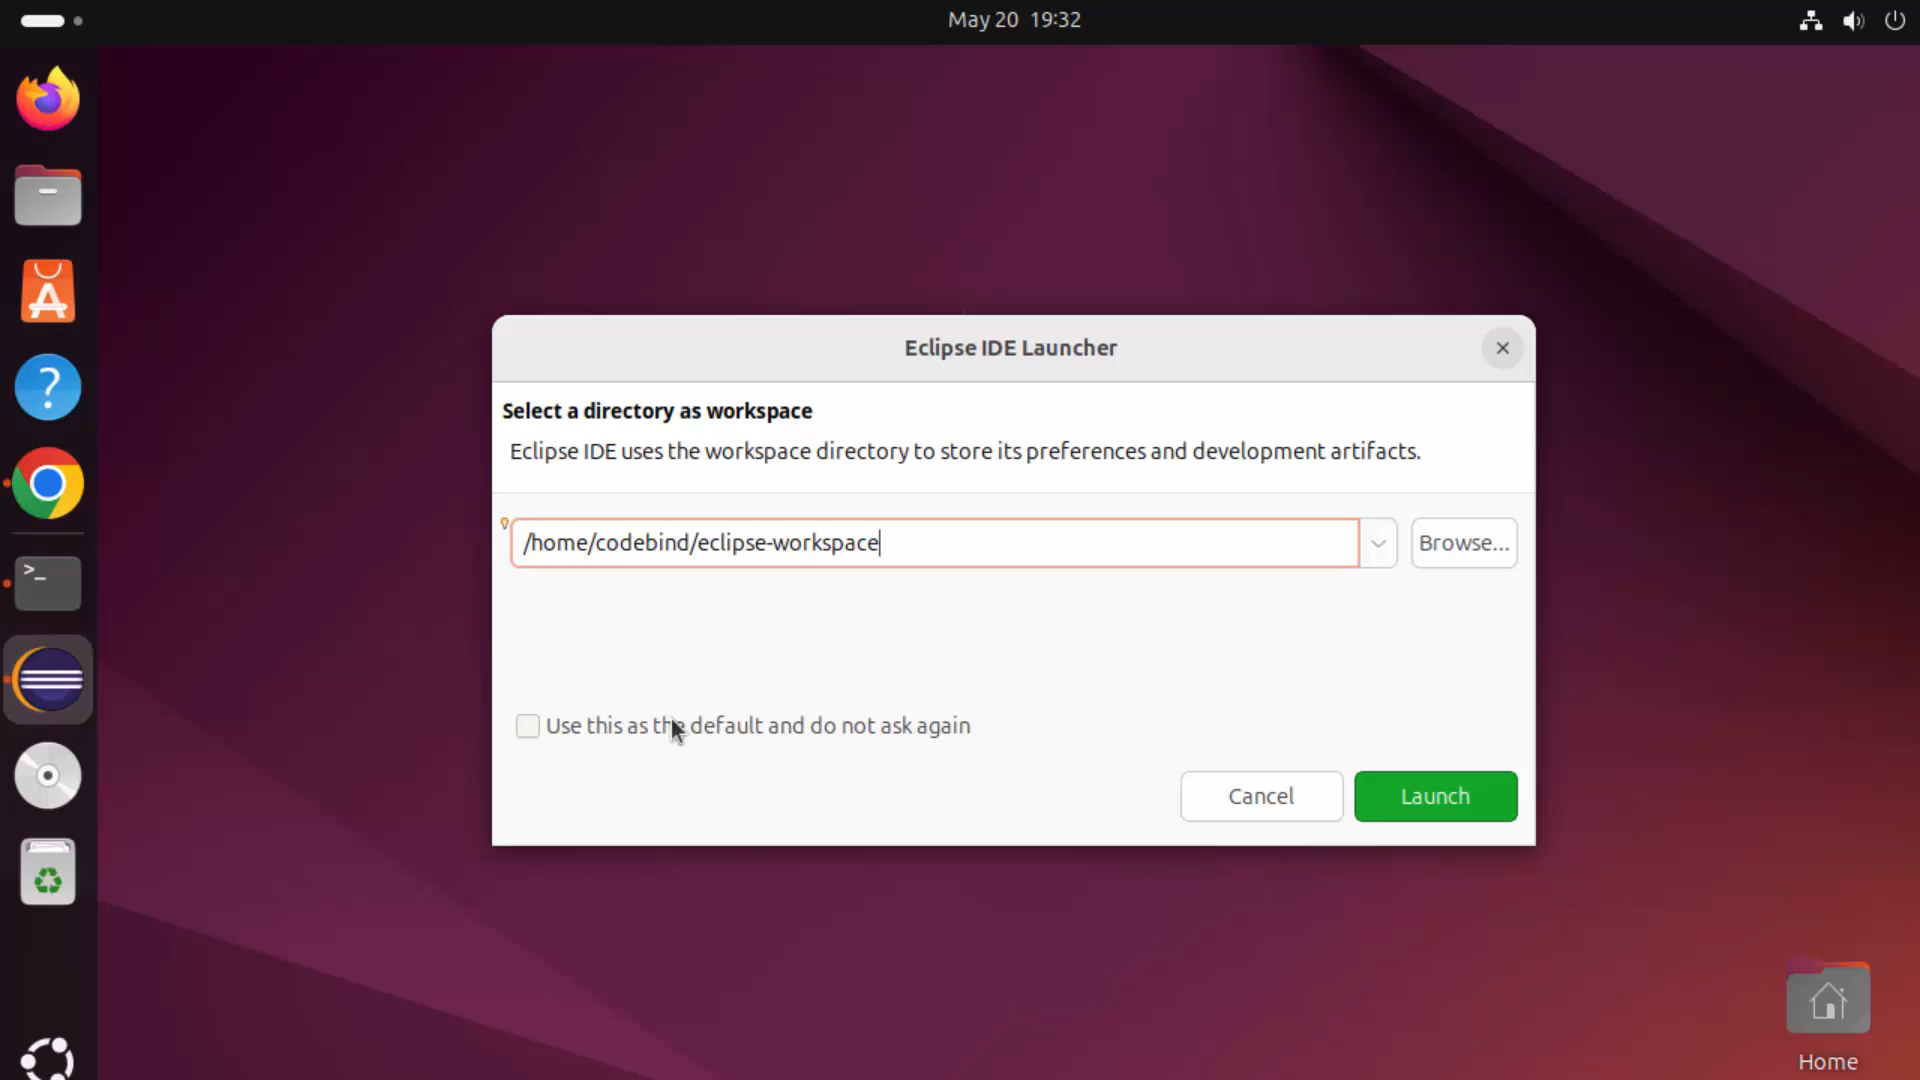 May 20 19:32
Eclipse IDE Launcher
Select a directory as workspace
Eclipse IDE uses the workspace directory to store its preferences and development artifacts.
/home/codebind/eclipse-workspace
Browse...
Use this as the default and do not ask again
Cancel
Launch
Home